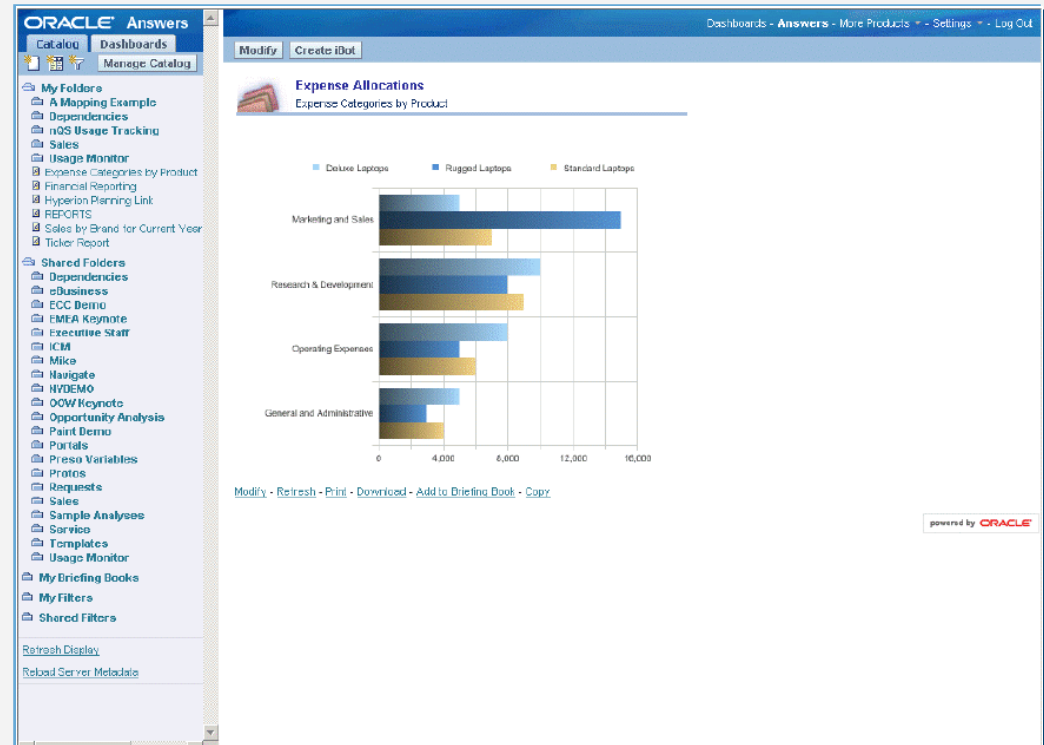 ORACLE Answers
Dashboards - Answers - More Products - Settings - Log Out
Catalog Dashboards
Manage Catalog
Modify Create iBot
My Folders
A Mapping Example
Dependencies
nQS Usage Tracking
Sales
Usage Monitor
Expense Categories by Product
Financial Reporting
Hyperion Planning Link
REPORTS
Sales by Brand for Current Year
Ticker Report
Shared Folders
Dependencies
eBusiness
ECC Demo
EMEA Keynote
Executive Staff
ICM
Mike
Navigate
NVDEMO
OOW Keynote
Opportunity Analysis
Paint Demo
Portals
Preso Variables
Protos
Requests
Sales
Sample Analyses
Service
Templates
Usage Monitor
My Briefing Books
My Filters
Shared Filters
Refresh Display
Reload Server Metadata
Expense Allocations
Expense Categories by Product
Deluxe Laptops Rugged Laptops Standard Laptops
Marketing and Sales
Research & Development
Operating Expenses
General and Administrative
0 4,000 8,000 12,000 16,000
Modify - Refresh - Print - Download - Add to Briefing Book - Copy
powered by ORACLE